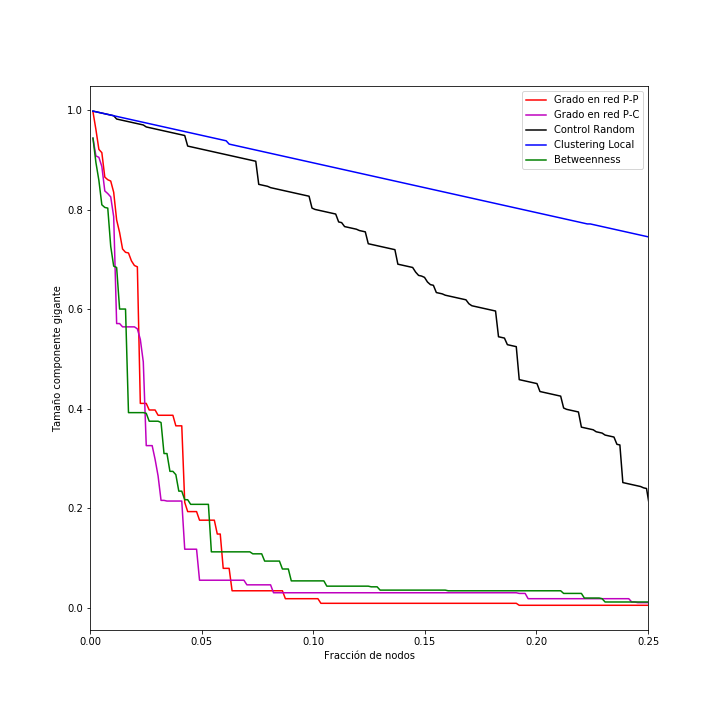 Grado en red P-P
Grado en red P-C
Control Random
Clustering Local
Betweenness
1.0
0.8
0.6
0.4
0.2
0.0
Tamaño componente gigante
0.00 0.05 0.10 0.15 0.20 0.25
Fracción de nodos